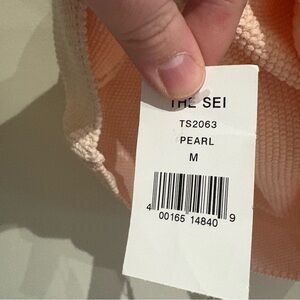 THE SEI
TS2063
PEARL
M
4 00165 14840 9